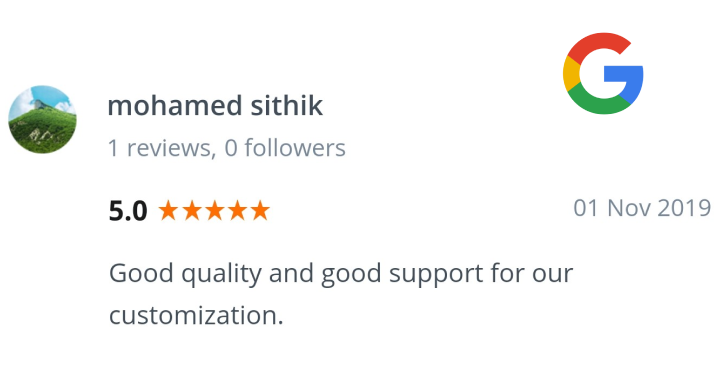 mohamed sithik
1 reviews, 0 followers
5.0
01 Nov 2019
Good quality and good support for our
customization.